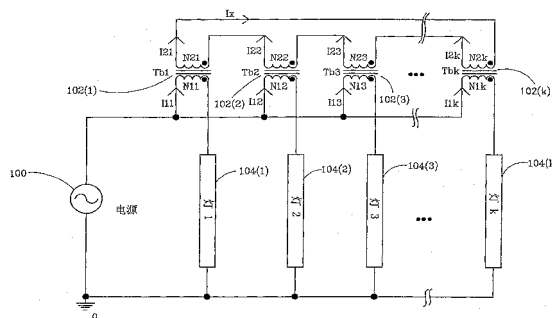 Ix
I21 N21 I22 N22 I23 N23 I2k N2k
102(1) Tb1 N11 102(2) Tb2 N12 Tb3 N13 102(3) ••• Tbk N1k 102(k)
I11 I12 I13 I1k
100 电源
灯 1 104(1) 灯 2 104(2) 灯 3 104(3) ••• 灯 k